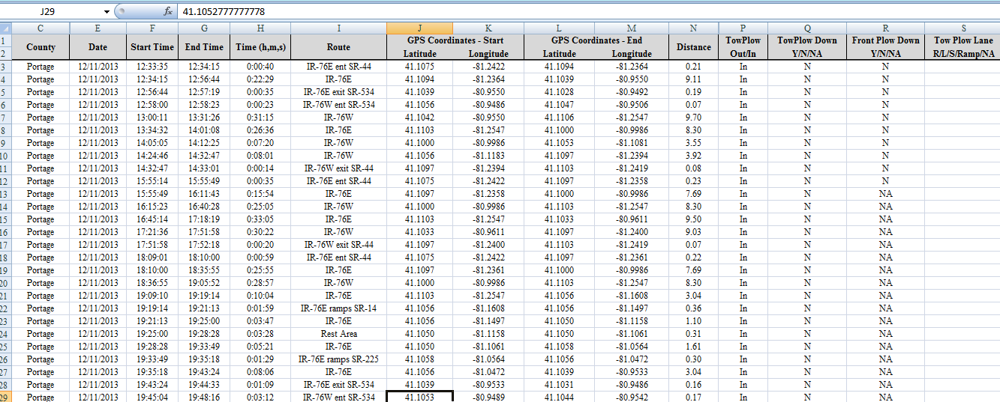 J29 fx 41.1052777777778
C E F G H I J K L M N P Q R S
1 County Date Start Time End Time Time (h,m,s) Route GPS Coordinates - Start GPS Coordinates - End Distance TowPlow TowPlow Down Front Plow Down Tow Plow Lane
2 Latitude Longitude Latitude Longitude Out/In Y/N/NA Y/N/NA R/L/S/Ramp/NA
3 Portage 12/11/2013 12:33:35 12:34:15 0:00:40 IR-76E ent SR-44 41.1075 -81.2422 41.1094 -81.2364 0.21 In N N
4 Portage 12/11/2013 12:34:15 12:56:44 0:22:29 IR-76E 41.1094 -81.2364 41.1039 -80.9550 9.11 In N N
5 Portage 12/11/2013 12:56:44 12:57:19 0:00:35 IR-76E exit SR-534 41.1039 -80.9550 41.1028 -80.9492 0.19 In N N
6 Portage 12/11/2013 12:58:00 12:58:23 0:00:23 IR-76W ent SR-534 41.1056 -80.9486 41.1047 -80.9506 0.07 In N N
7 Portage 12/11/2013 13:00:11 13:31:26 0:31:15 IR-76W 41.1042 -80.9550 41.1106 -81.2547 9.70 In N N
8 Portage 12/11/2013 13:34:32 14:01:08 0:26:36 IR-76E 41.1103 -81.2547 41.1000 -80.9986 8.30 In N N
9 Portage 12/11/2013 14:05:05 14:12:25 0:07:20 IR-76W 41.1000 -80.9986 41.1053 -81.1081 3.55 In N N
10 Portage 12/11/2013 14:24:46 14:32:47 0:08:01 IR-76W 41.1056 -81.1183 41.1097 -81.2394 3.92 In N N
11 Portage 12/11/2013 14:32:47 14:33:01 0:00:14 IR-76W exit SR-44 41.1097 -81.2394 41.1103 -81.2419 0.08 In N N
12 Portage 12/11/2013 15:55:14 15:55:49 0:00:35 IR-76E ent SR-44 41.1075 -81.2422 41.1097 -81.2358 0.23 In N N
13 Portage 12/11/2013 15:55:49 16:11:43 0:15:54 IR-76E 41.1097 -81.2358 41.1000 -80.9986 7.69 In N NA
14 Portage 12/11/2013 16:15:23 16:40:28 0:25:05 IR-76W 41.1000 -80.9986 41.1103 -81.2547 8.30 In N NA
15 Portage 12/11/2013 16:45:14 17:18:19 0:33:05 IR-76E 41.1103 -81.2547 41.1033 -80.9611 9.50 In N NA
16 Portage 12/11/2013 17:21:36 17:51:58 0:30:22 IR-76W 41.1033 -80.9611 41.1097 -81.2400 9.03 In N NA
17 Portage 12/11/2013 17:51:58 17:52:18 0:00:20 IR-76W exit SR-44 41.1097 -81.2400 41.1103 -81.2419 0.07 In N NA
18 Portage 12/11/2013 18:09:01 18:10:00 0:00:59 IR-76E ent SR-44 41.1075 -81.2422 41.1097 -81.2361 0.22 In N NA
19 Portage 12/11/2013 18:10:00 18:35:55 0:25:55 IR-76E 41.1097 -81.2361 41.1000 -80.9986 7.69 In N NA
20 Portage 12/11/2013 18:36:55 19:05:52 0:28:57 IR-76W 41.1000 -80.9986 41.1103 -81.2547 8.30 In N NA
21 Portage 12/11/2013 19:09:10 19:19:14 0:10:04 IR-76E 41.1103 -81.2547 41.1056 -81.1608 3.04 In N NA
22 Portage 12/11/2013 19:19:14 19:21:13 0:01:59 IR-76E ramps SR-14 41.1056 -81.1608 41.1056 -81.1497 0.36 In N NA
23 Portage 12/11/2013 19:21:13 19:25:00 0:03:47 IR-76E 41.1056 -81.1497 41.1050 -81.1158 1.10 In N NA
24 Portage 12/11/2013 19:25:00 19:28:28 0:03:28 Rest Area 41.1050 -81.1158 41.1050 -81.1061 0.31 In N NA
25 Portage 12/11/2013 19:28:28 19:33:49 0:05:21 IR-76E 41.1050 -81.1061 41.1058 -81.0564 1.61 In N NA
26 Portage 12/11/2013 19:33:49 19:35:18 0:01:29 IR-76E ramps SR-225 41.1058 -81.0564 41.1056 -81.0472 0.30 In N NA
27 Portage 12/11/2013 19:35:18 19:43:24 0:08:06 IR-76E 41.1056 -81.0472 41.1039 -80.9533 3.04 In N NA
28 Portage 12/11/2013 19:43:24 19:44:33 0:01:09 IR-76E exit SR-534 41.1039 -80.9533 41.1031 -80.9486 0.16 In N NA
29 Portage 12/11/2013 19:45:04 19:48:16 0:03:12 IR-76W ent SR-534 41.1053 -80.9489 41.1044 -80.9542 0.17 In N NA